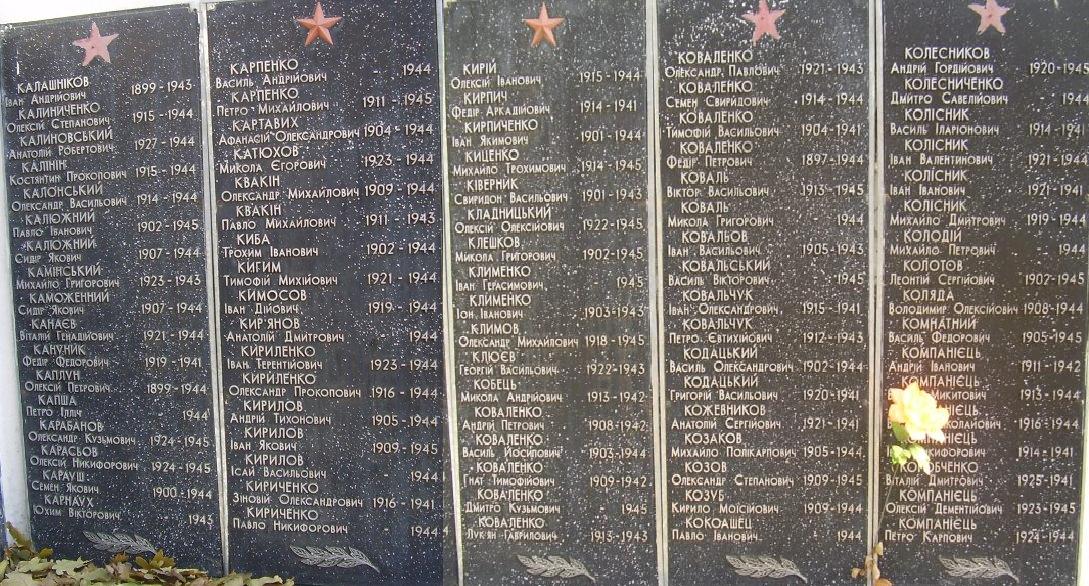 КАЛАШНІКОВ
Іван Андрійович 1899-1943
КАЛИНИЧЕНКО
Олексій Степанович 1915-1944
КАЛИНОВСЬКИЙ
Анатолій Робертович 1927-1944
КАЛІНІН
Костянтин Прокопович 1915-1944
КАЛОНСЬКИЙ
Олександр Васильович 1914-1944
КАЛЮЖНИЙ
Павло Іванович 1902-1945
КАЛЮЖНИЙ
Сидір Якович 1907-1944
КАМІНСЬКИЙ
Михайло Григорович 1923-1943
КАМОЖЕННИЙ
Сидір Якович 1907-1944
КАНАЄВ
Віталій Генадійович 1921-1944
КАНУНИК
Федір Федорович 1919-1941
КАПЛУН
Олексій Петрович 1899-1944
КАПША
Петро Ілліч 1944
КАРАБАНОВ
Олександр Кузьмович 1924-1945
КАРАСЬОВ
Олексій Никифорович 1924-1945
КАРАУШ
Семен Якович 1900-1944
КАРНАУХ
Юхим Вікторович - 1943
КАРПЕНКО
Василь Андрійович 1944
КАРПЕНКО
Петро Михайлович 1911-1945
КАРТАВИХ
Афанасій Олександрович 1904-1944
КАТЮХОВ
Микола Єгорович 1923-1944
КВАКІН
Олександр Михайлович 1909-1944
КВАКІН
Павло Михайлович 1911-1943
КИБА
Трохим Іванович 1902-1944
КИГИМ
Тимофій Михійович 1921-1944
КИМОСОВ
Іван Дійович 1919-1944
КИР'ЯНОВ
Анатолій Дмитрович - 1944
КИРИЛЕНКО
Іван Терентійович 1923-1944
КИРИЛЕНКО
Олександр Прокопович 1916-1944
КИРИЛОВ
Андрій Тихонович 1905-1944
КИРИЛОВ
Іван Якович 1909-1945
КИРИЛОВ
Ісай Васильович 1944
КИРИЧЕНКО
Зіновій Олександрович 1916-1941
КИРИЧЕНКО
Павло Никифорович - 1944
КИРІЙ
Олексій Іванович 1915-1944
КИРПИЧ
Федір Аркадійович 1914-1941
КИРПИЧЕНКО
Іван Якимович 1901-1944
КИЦЕНКО
Михайло Трохимович 1914-1945
КІВЕРНИК
Свиридон Васильович 1901-1943
КЛАДНИЦЬКИЙ
Олексій Олексійович 1922-1945
КЛЕШКОВ
Микола Григорович 1902-1945
КЛИМЕНКО
Іван Герасимович 1945
КЛИМЕНКО
Іон Іванович 1903-1943
КЛИМОВ
Олександр Михайлович 1918-1945
КЛЮЄВ
Георгій Васильович 1922-1943
КОБЕЦЬ
Микола Андрійович 1913-1942
КОВАЛЕНКО
Андрій Петрович 1908-1942
КОВАЛЕНКО
Василь Йосипович 1903-1944
КОВАЛЕНКО
Гнат Тимофійович 1909-1942
КОВАЛЕНКО
Дмитро Кузьмович - 1945
КОВАЛЕНКО
Лук'ян Гаврилович 1913-1943
КОВАЛЕНКО
Олександр Павлович 1921-1943
КОВАЛЕНКО
Семен Свиридович 1914-1944
КОВАЛЕНКО
Тимофій Васильович 1904-1941
КОВАЛЕНКО
Федір Петрович 1897-1944
КОВАЛЬ
Віктор Васильович 1913-1945
КОВАЛЬ
Микола Григорович 1944
КОВАЛЬОВ
Іван Васильович 1905-1943
КОВАЛЬСЬКИЙ
Василь Вікторович - 1945
КОВАЛЬЧУК
Іван Олександрович 1915-1941
КОВАЛЬЧУК
Петро Євтихійович 1912-1943
КОДАЦЬКИЙ
Василь Олександрович 1902-1944
КОДАЦЬКИЙ
Григорій Васильович 1920-1941
КОЖЕВНИКОВ
Анатолій Сергійович 1921-1941
КОЗАКОВ
Михайло Полікарпович 1905-1944
КОЗОВ
Олександр Степанович 1909-1945
КОЗУБ
Кирило Мойсійович 1909-1944
КОКОАШЕЦ
Павло Іванович - 1944
КОЛЕСНИКОВ
Андрій Гордійович 1920-1945
КОЛЕСНИЧЕНКО
Дмитро Савелійович 1944
КОЛІСНИК
Василь Іларіонович 1914-1941
КОЛІСНИК
Іван Валентинович 1921-1944
КОЛІСНИК
Іван Іванович 1921-1941
КОЛІСНИК
Михайло Дмитрович 1919-1944
КОЛОДІЙ
Михайло Петрович 1944
КОЛОТОВ
Леонтій Сергійович 1902-1945
КОЛЯДА
Володимир Олексійович 1908-1944
КОМНАТНИЙ
Василь Федорович 1905-1945
КОМПАНІЄЦЬ
Андрій Іванович 1911-1942
КОМПАНІЄЦЬ
Микитович 1913-1944
1916-1944
1914-1941
Віталій Дмитрович 1925-1941
КОМПАНІЄЦЬ
Олексій Дементійович 1923-1945
КОМПАНІЄЦЬ
Петро Карпович 1924-1944